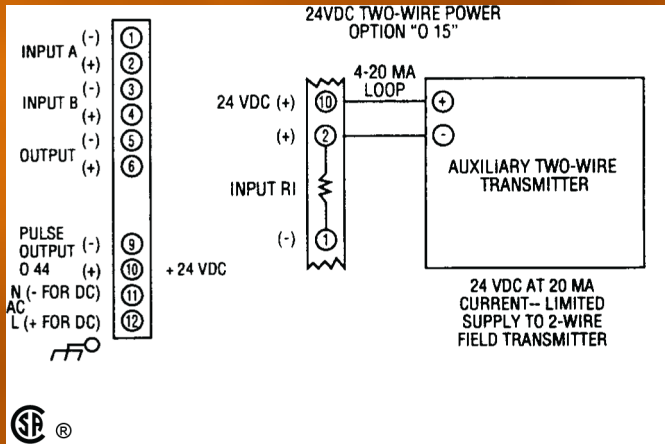 24VDC TWO-WIRE POWER
OPTION "O 15"
INPUT A
(-) 1
(+) 2
INPUT B
(-) 3
(+) 4
OUTPUT
(-) 5
(+) 6
PULSE
OUTPUT (-) 9
O 44 (+) 10 + 24 VDC
N (- FOR DC) 11
AC
L (+ FOR DC) 12
4-20 MA
LOOP
24 VDC (+) 10 +
(+) 2 -
INPUT RI
(-) 1
AUXILIARY TWO-WIRE
TRANSMITTER
24 VDC AT 20 MA
CURRENT-- LIMITED
SUPPLY TO 2-WIRE
FIELD TRANSMITTER
SA ®